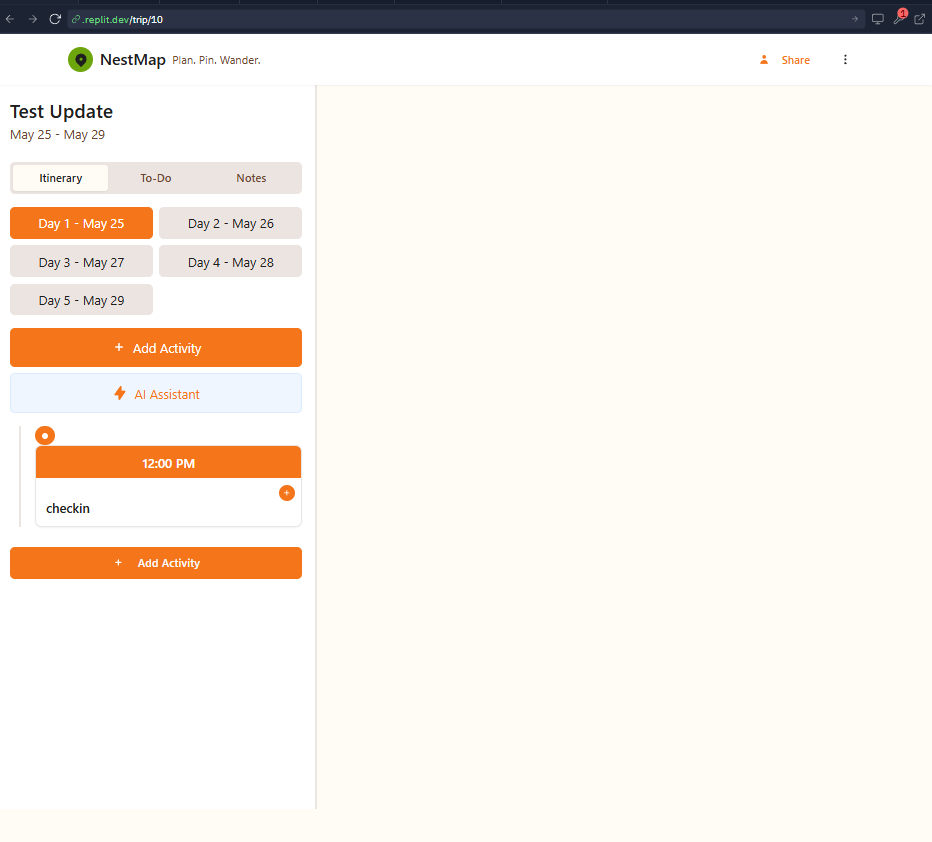 .replit.dev/trip/10
1
NestMap Plan. Pin. Wander.
Share
Test Update
May 25 - May 29
Itinerary To-Do Notes
Day 1 - May 25 Day 2 - May 26
Day 3 - May 27 Day 4 - May 28
Day 5 - May 29
+ Add Activity
AI Assistant
12:00 PM
+
checkin
+ Add Activity